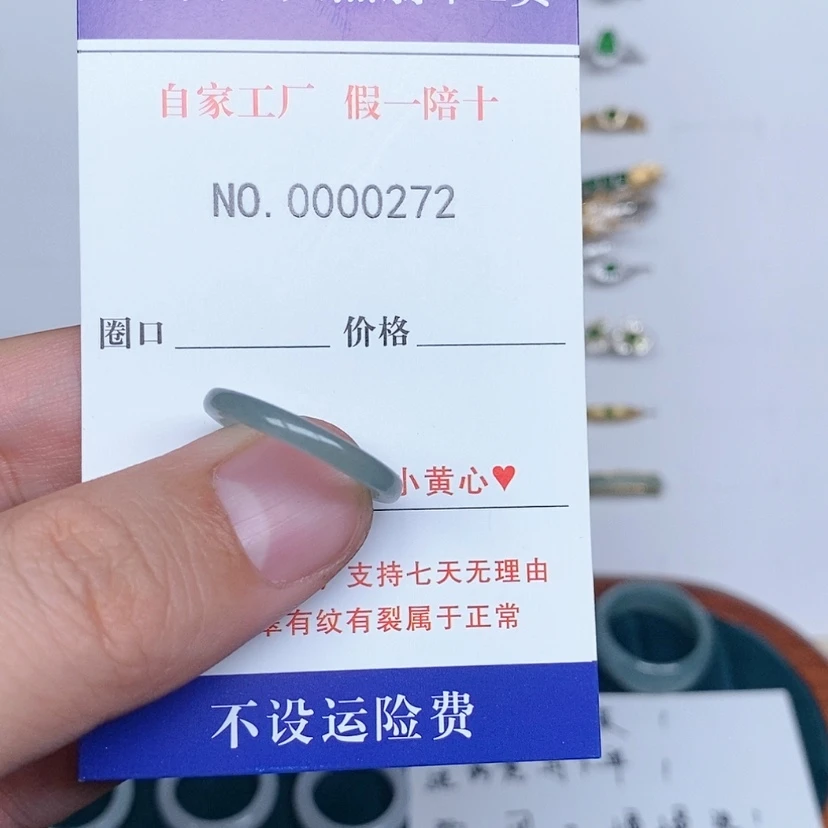 自家工厂 假一陪十
NO. 0000272
圈口 价格
小黄心♥
支持七天无理由
有纹有裂属于正常
不设运险费